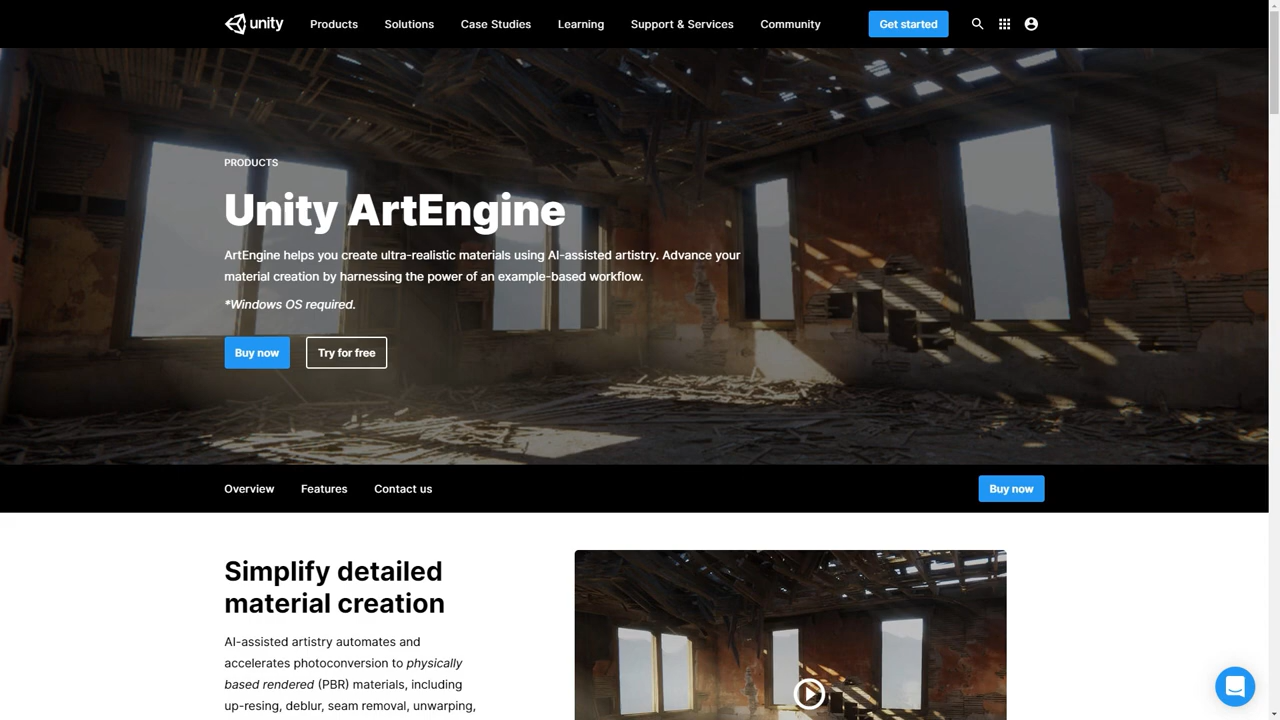 unity
Products
Solutions
Case Studies
Learning
Support & Services
Community
Get started
PRODUCTS
Unity ArtEngine
ArtEngine helps you create ultra-realistic materials using AI-assisted artistry. Advance your
material creation by harnessing the power of an example-based workflow.
*Windows OS required.
Buy now
Try for free
Overview
Features
Contact us
Buy now
Simplify detailed
material creation
AI-assisted artistry automates and
accelerates photoconversion to physically
based rendered (PBR) materials, including
up-resing, deblur, seam removal, unwarping,